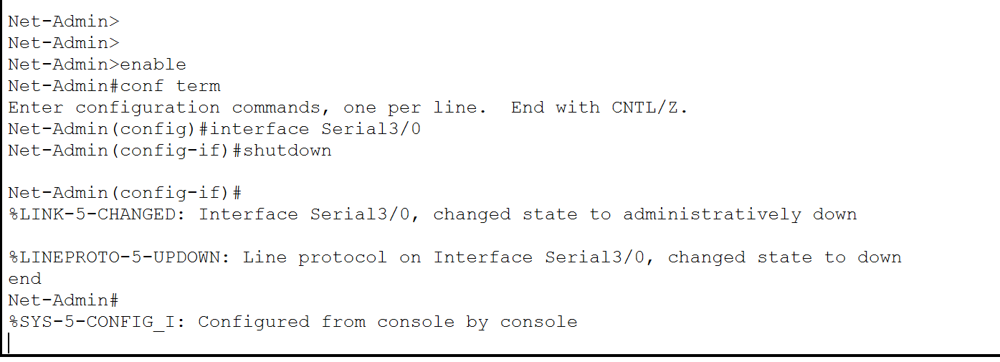 Net-Admin>
Net-Admin>
Net-Admin>enable
Net-Admin#conf term
Enter configuration commands, one per line.  End with CNTL/Z.
Net-Admin(config)#interface Serial3/0
Net-Admin(config-if)#shutdown
Net-Admin(config-if)#
%LINK-5-CHANGED: Interface Serial3/0, changed state to administratively down
%LINEPROTO-5-UPDOWN: Line protocol on Interface Serial3/0, changed state to down
end
Net-Admin#
%SYS-5-CONFIG_I: Configured from console by console